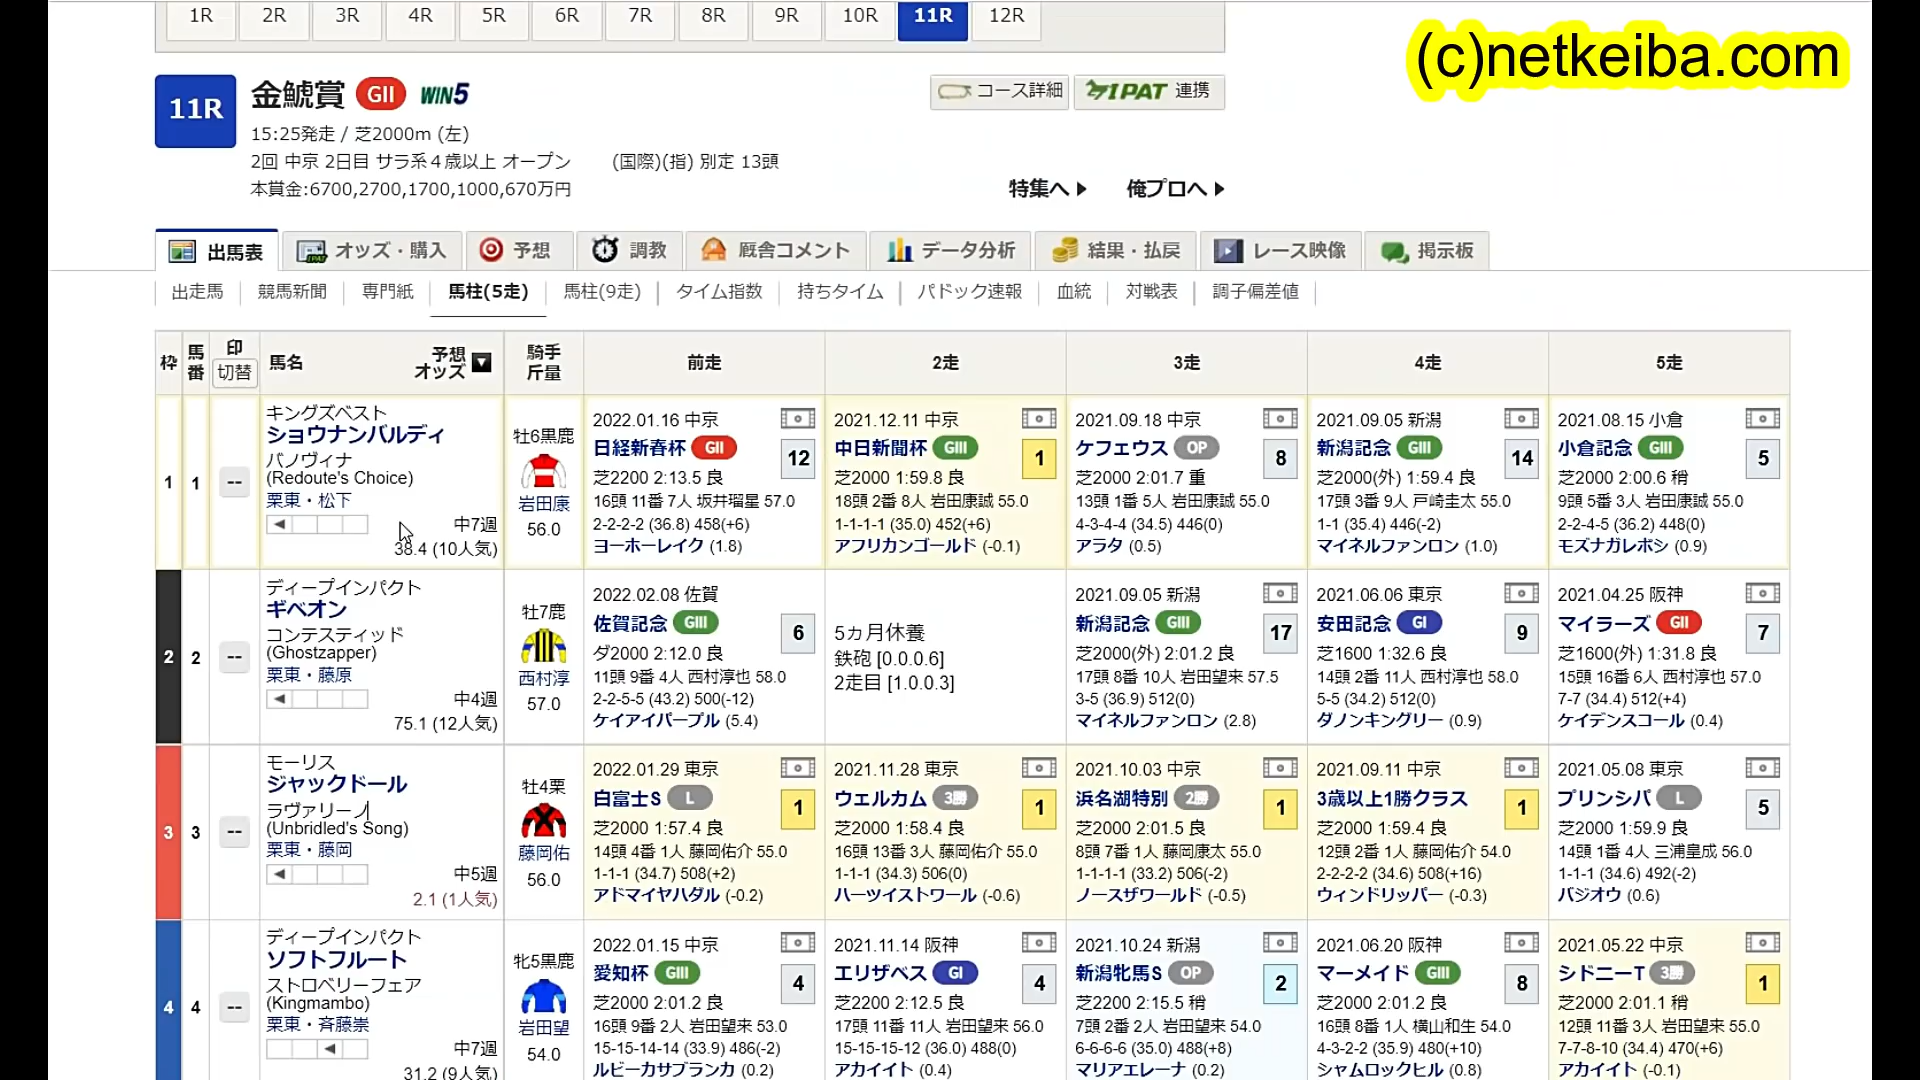 1R 2R 3R 4R 5R 6R 7R 8R 9R 10R 11R 12R
(c)netkeiba.com
11R 金鯱賞 GII WIN5
コース詳細 IPAT 連携
15:25発走 / 芝2000m (左)
2回 中京 2日目 サラ系4歳以上 オープン (国際)(指) 別定 13頭
本賞金:6700,2700,1700,1000,670万円
特集へ 俺プロへ
出馬表 オッズ・購入 予想 調教 厩舎コメント データ分析 結果・払戻 レース映像 掲示板
出走馬 競馬新聞 専門紙 馬柱(5走) 馬柱(9走) タイム指数 持ちタイム パドック速報 血統 対戦表 調子偏差値
枠 馬番 印 切替 馬名 予想オッズ 騎手斤量 前走 2走 3走 4走 5走
1 1 --
キングズベスト
ショウナンバルディ
バノヴィナ
(Redoute's Choice)
栗東・松下
中7週
38.4 (10人気)
牡6黒鹿
岩田康
56.0
2022.01.16 中京
日経新春杯 GII 12
芝2200 2:13.5 良
16頭 11番 7人 坂井瑠星 57.0
2-2-2-2 (36.8) 458(+6)
ヨーホーレイク (1.8)
2021.12.11 中京
中日新聞杯 GIII 1
芝2000 1:59.8 良
18頭 2番 8人 岩田康誠 55.0
1-1-1-1 (35.0) 452(+6)
アフリカンゴールド (-0.1)
2021.09.18 中京
ケフェウス OP 8
芝2000 2:01.7 重
13頭 1番 5人 岩田康誠 55.0
4-3-4-4 (34.5) 446(0)
アラタ (0.5)
2021.09.05 新潟
新潟記念 GIII 14
芝2000(外) 1:59.4 良
17頭 3番 9人 戸崎圭太 55.0
1-1 (35.4) 446(-2)
マイネルファンロン (1.0)
2021.08.15 小倉
小倉記念 GIII 5
芝2000 2:00.6 稍
9頭 5番 3人 岩田康誠 55.0
2-2-4-5 (36.2) 448(0)
モズナガレボシ (0.9)
2 2 --
ディープインパクト
ギベオン
コンテスティッド
(Ghostzapper)
栗東・藤原
中4週
75.1 (12人気)
牡7鹿
西村淳
57.0
2022.02.08 佐賀
佐賀記念 GIII 6
ダ2000 2:12.0 良
11頭 9番 4人 西村淳也 58.0
2-2-5-5 (43.2) 500(-12)
ケイアイパープル (5.4)
5ヵ月休養
鉄砲 [0.0.0.6]
2走目 [1.0.0.3]
2021.09.05 新潟
新潟記念 GIII 17
芝2000(外) 2:01.2 良
17頭 8番 10人 岩田望来 57.5
3-5 (36.9) 512(0)
マイネルファンロン (2.8)
2021.06.06 東京
安田記念 GI 9
芝1600 1:32.6 良
14頭 2番 11人 西村淳也 58.0
5-5 (34.2) 512(0)
ダノンキングリー (0.9)
2021.04.25 阪神
マイラーズ GII 7
芝1600(外) 1:31.8 良
15頭 16番 6人 西村淳也 57.0
7-7 (34.4) 512(+4)
ケイデンスコール (0.4)
3 3 --
モーリス
ジャックドール
ラヴァリーノ
(Unbridled's Song)
栗東・藤岡
中5週
2.1 (1人気)
牡4栗
藤岡佑
56.0
2022.01.29 東京
白富士S L 1
芝2000 1:57.4 良
14頭 4番 1人 藤岡佑介 55.0
1-1-1 (34.7) 508(+2)
アドマイヤハダル (-0.2)
2021.11.28 東京
ウェルカム 3勝 1
芝2000 1:58.4 良
16頭 13番 3人 藤岡佑介 55.0
1-1-1 (34.3) 506(0)
ハーツイストワール (-0.6)
2021.10.03 中京
浜名湖特別 2勝 1
芝2000 2:01.5 良
8頭 7番 1人 藤岡康太 55.0
1-1-1-1 (33.2) 506(-2)
ノースザワールド (-0.5)
2021.09.11 中京
3歳以上1勝クラス 1
芝2000 1:59.4 良
12頭 2番 1人 藤岡佑介 54.0
2-2-2-2 (34.6) 508(+16)
ウィンドリッパー (-0.3)
2021.05.08 東京
プリンシパ L 5
芝2000 1:59.9 良
14頭 1番 4人 三浦皇成 56.0
1-1-1 (34.6) 492(-2)
バジオウ (0.6)
4 4 --
ディープインパクト
ソフトフルート
ストロベリーフェア
(Kingmambo)
栗東・斉藤崇
中7週
31.2 (9人気)
牝5黒鹿
岩田望
54.0
2022.01.15 中京
愛知杯 GIII 4
芝2000 2:01.2 良
16頭 9番 2人 岩田望来 53.0
15-15-14-14 (33.9) 486(-2)
ルビーカサブランカ (0.2)
2021.11.14 阪神
エリザベス GI 4
芝2200 2:12.5 良
17頭 11番 11人 岩田望来 56.0
15-15-15-12 (36.0) 488(0)
アカイイト (0.4)
2021.10.24 新潟
新潟牝馬S OP 2
芝2200 2:15.5 稍
7頭 2番 2人 岩田望来 54.0
6-6-6-6 (35.0) 488(+8)
マリアエレーナ (0.2)
2021.06.20 阪神
マーメイド GIII 8
芝2000 2:01.2 良
16頭 8番 1人 横山和生 54.0
4-3-2-2 (35.9) 480(+10)
シャムロックヒル (0.8)
2021.05.22 中京
シドニーT 3勝 1
芝2000 2:01.1 稍
12頭 11番 3人 岩田望来 55.0
7-7-8-10 (34.4) 470(+6)
アカイイト (-0.1)